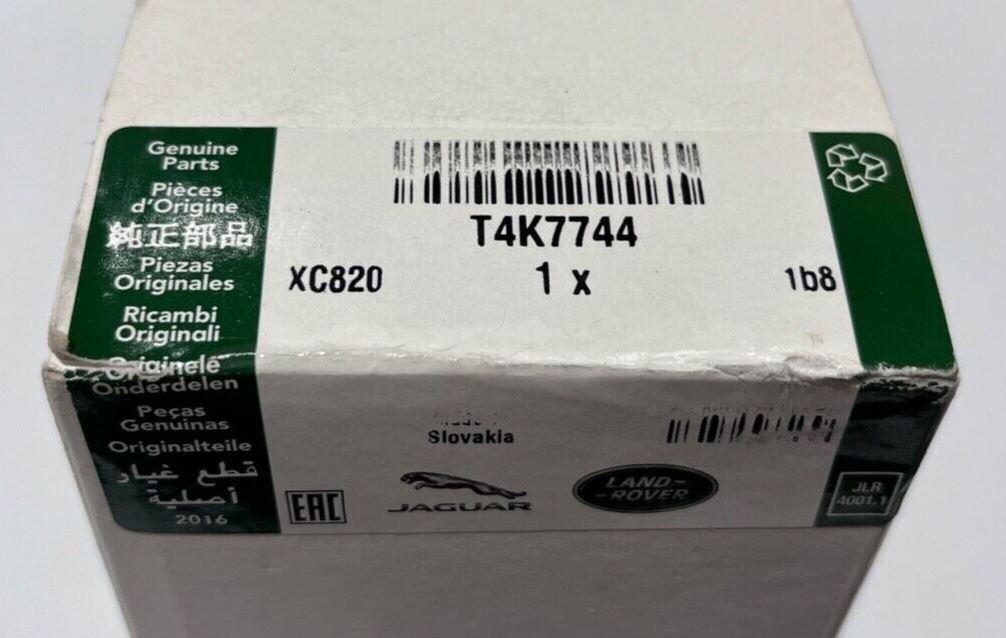 Genuine
Parts
Pièces
d'Origine
純正部品
Piezas
Originales
Ricambi
Originali
Originele
Onderdelen
Peças
Genuínas
Originalteile
قطع غيار
أصلية
2016
T4K7744
XC820
1 x
1b8
Slovakia
EAC
JAGUAR
LAND-
-ROVER
JLR
4001.1